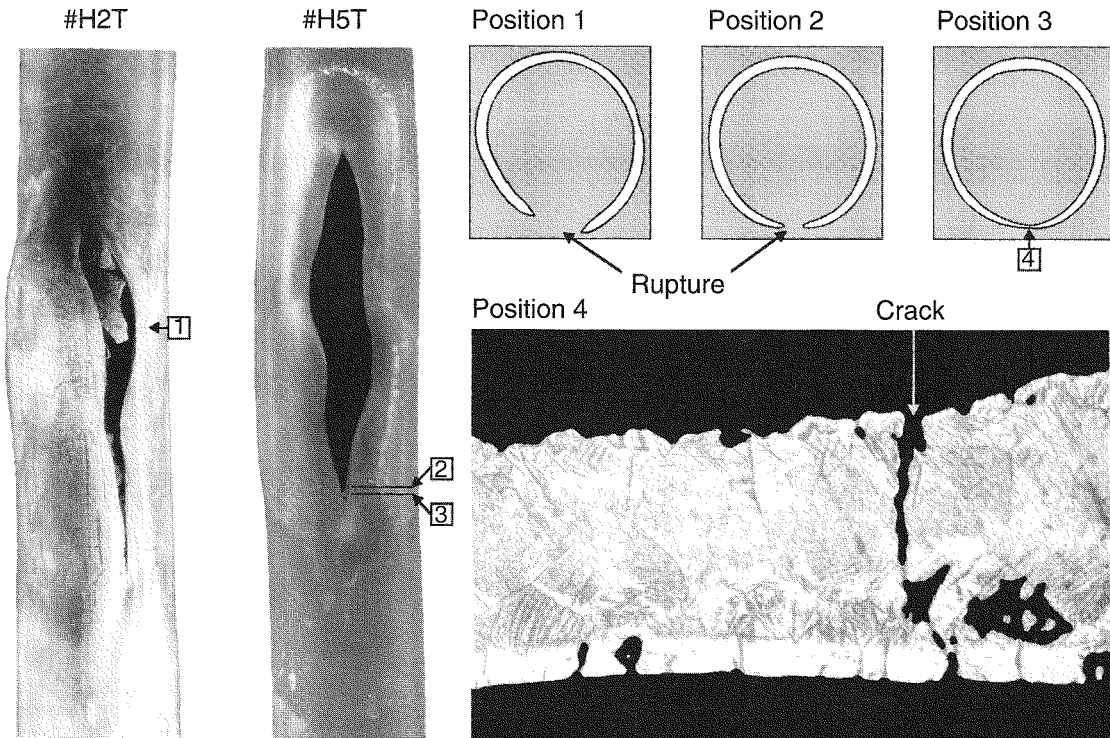 #H2T
#H5T
Position 1
Position 2
Position 3
Rupture
4
Position 4
Crack
1
2
3